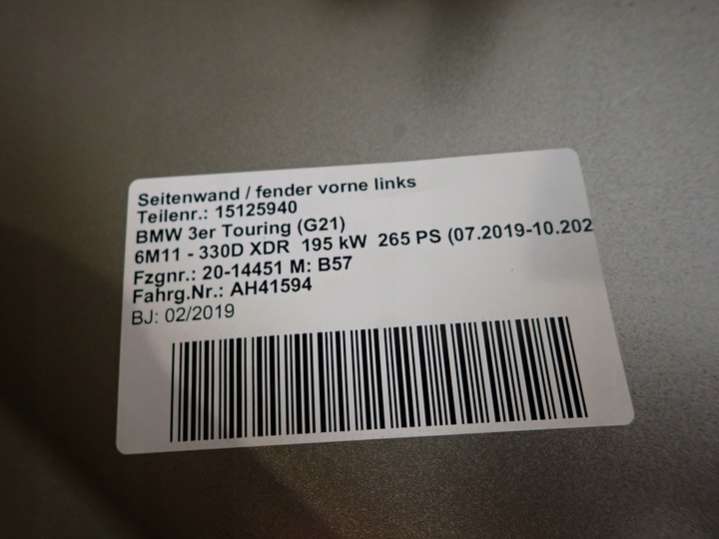 Seitenwand / fender vorne links
Teilenr.: 15125940
BMW 3er Touring (G21)
6M11 - 330D XDR 195 kW 265 PS (07.2019-10.202
Fzgnr.: 20-14451 M: B57
Fahrg.Nr.: AH41594
BJ: 02/2019